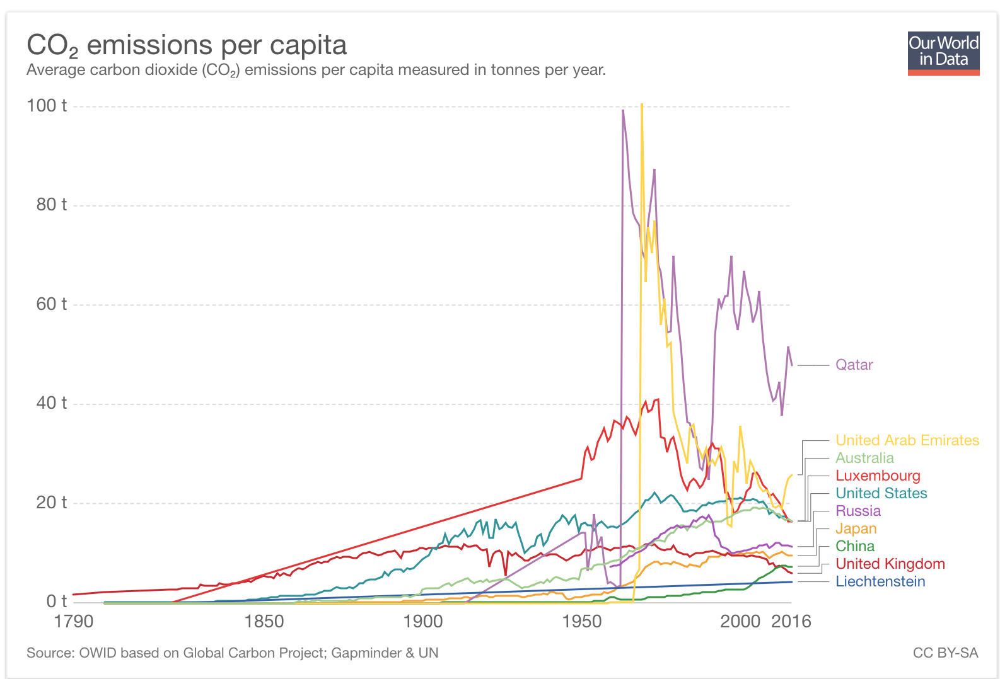 CO₂ emissions per capita
Average carbon dioxide (CO₂) emissions per capita measured in tonnes per year.
Our World
in Data
100 t
80 t
60 t
40 t
20 t
0 t
1790
1850
1900
1950
2000
2016
Qatar
United Arab Emirates
Australia
Luxembourg
United States
Russia
Japan
China
United Kingdom
Liechtenstein
Source: OWID based on Global Carbon Project; Gapminder & UN
CC BY-SA